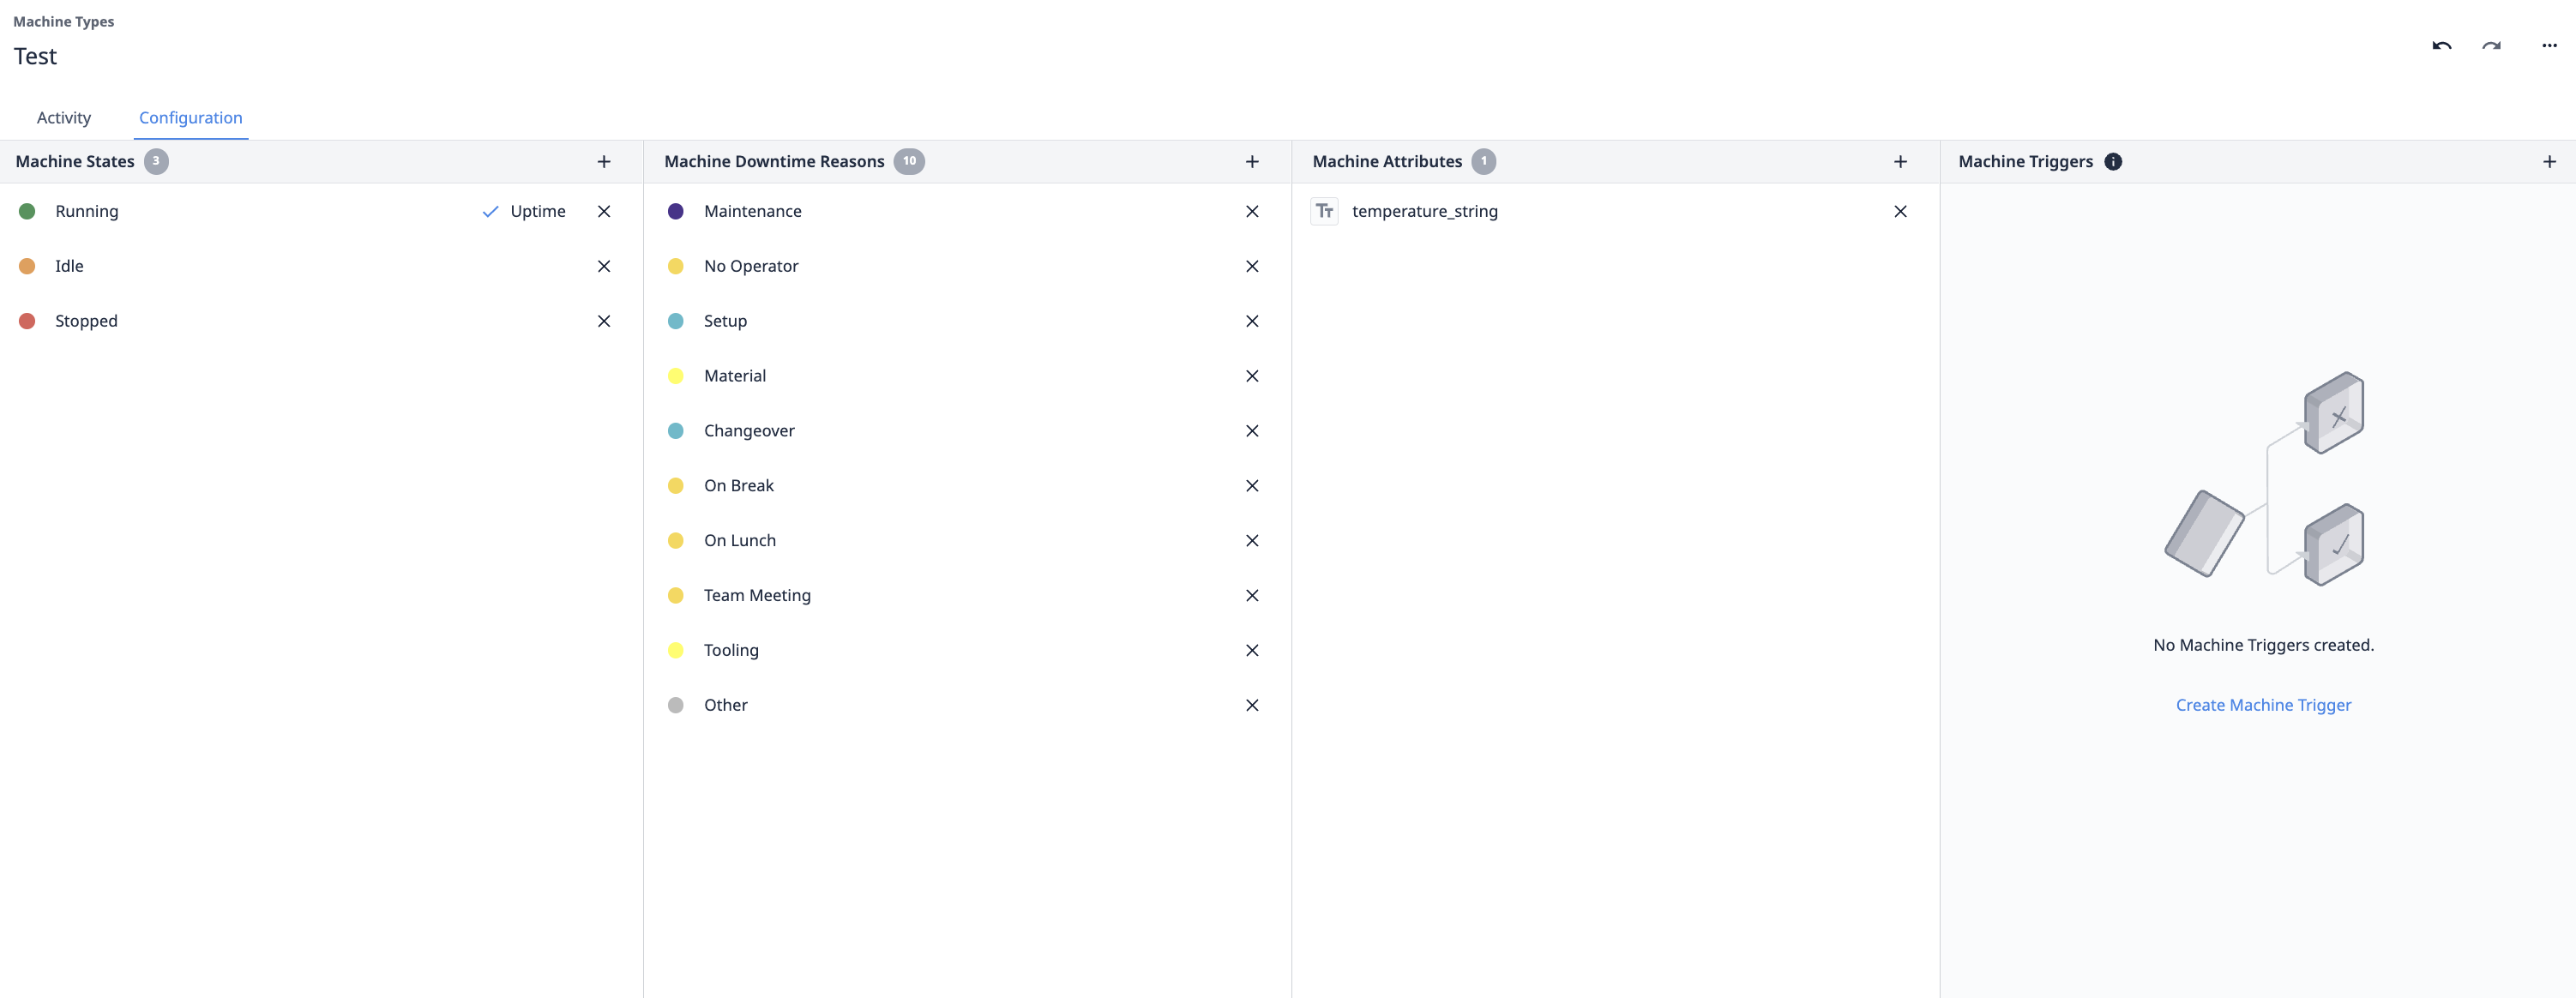 Machine Types
Test
Activity
Configuration
Machine States 3
Running
Uptime
Idle
Stopped
Machine Downtime Reasons 10
Maintenance
No Operator
Setup
Material
Changeover
On Break
On Lunch
Team Meeting
Tooling
Other
Machine Attributes 1
Tt temperature_string
Machine Triggers i
No Machine Triggers created.
Create Machine Trigger